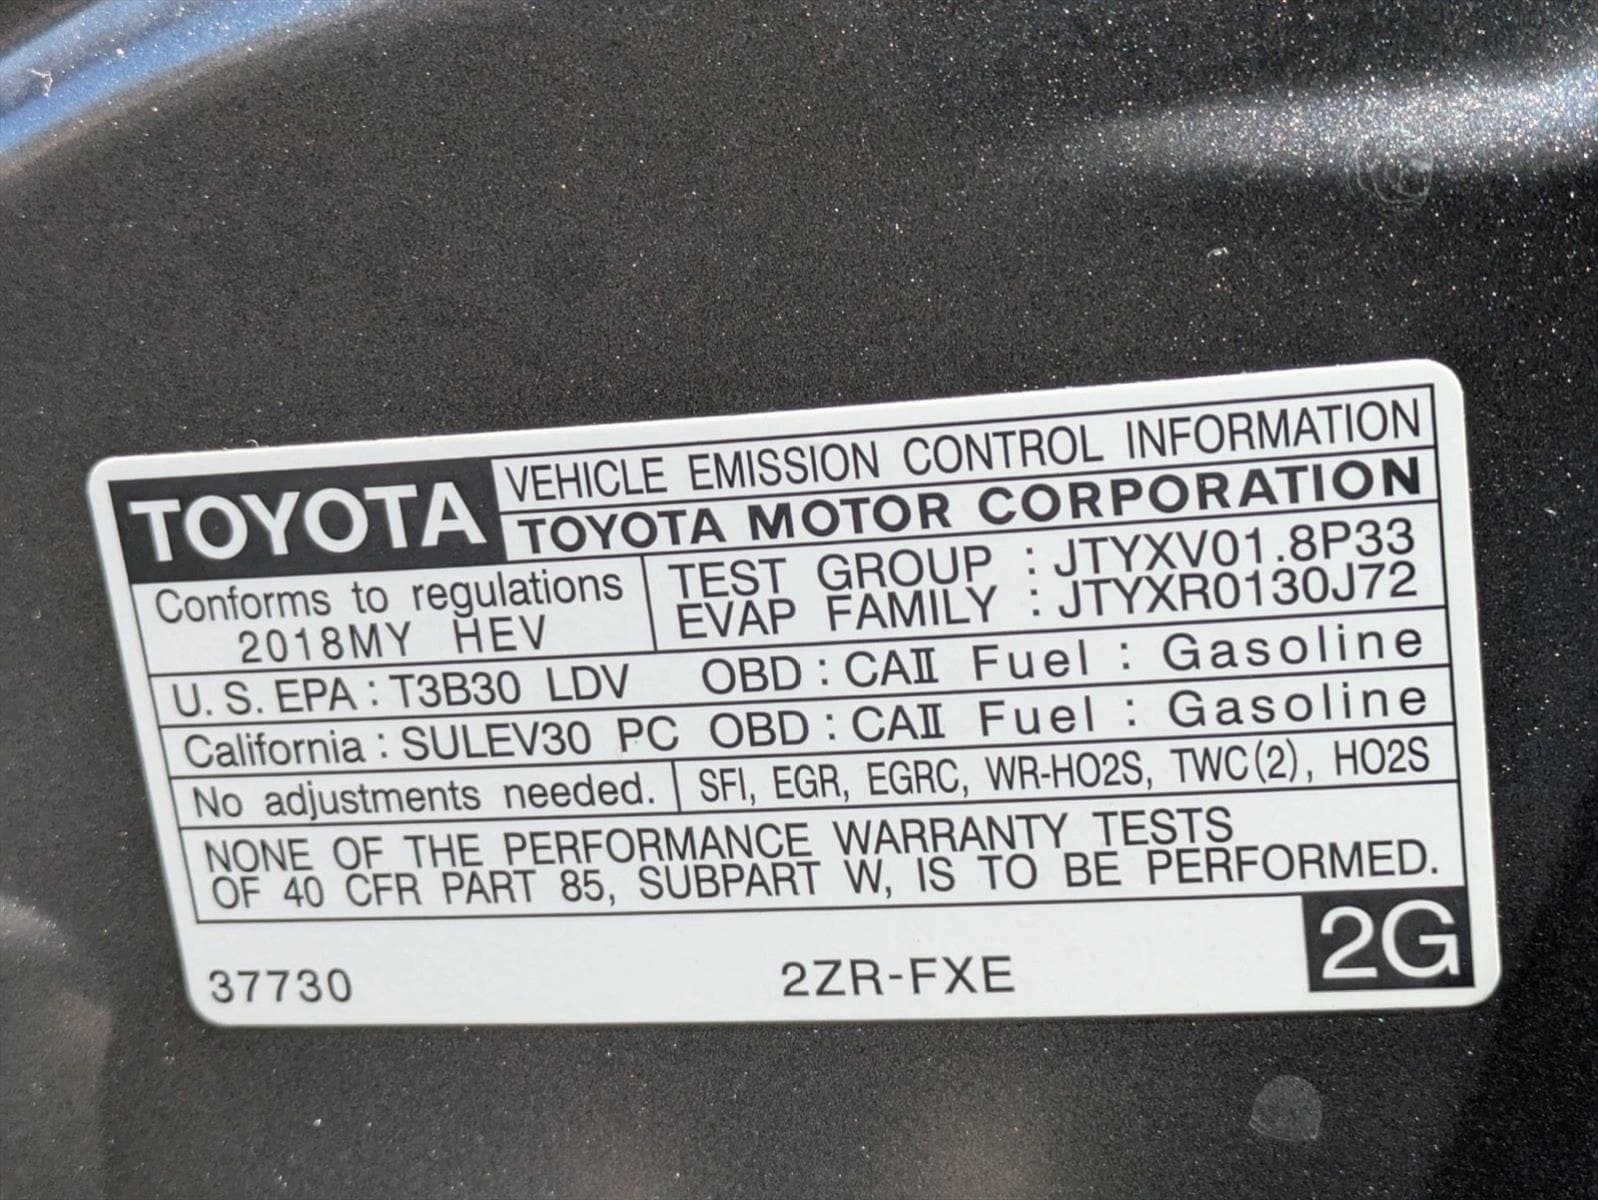 TOYOTA
VEHICLE EMISSION CONTROL INFORMATION
TOYOTA MOTOR CORPORATION
Conforms to regulations
2018MY HEV
TEST GROUP : JTYXV01.8P33
EVAP FAMILY : JTYXR0130J72
U. S. EPA : T3B30 LDV OBD : CAII Fuel : Gasoline
California : SULEV30 PC OBD : CAII Fuel : Gasoline
No adjustments needed.
SFI, EGR, EGRC, WR-HO2S, TWC(2), HO2S
NONE OF THE PERFORMANCE WARRANTY TESTS
OF 40 CFR PART 85, SUBPART W, IS TO BE PERFORMED.
37730
2ZR-FXE
2G